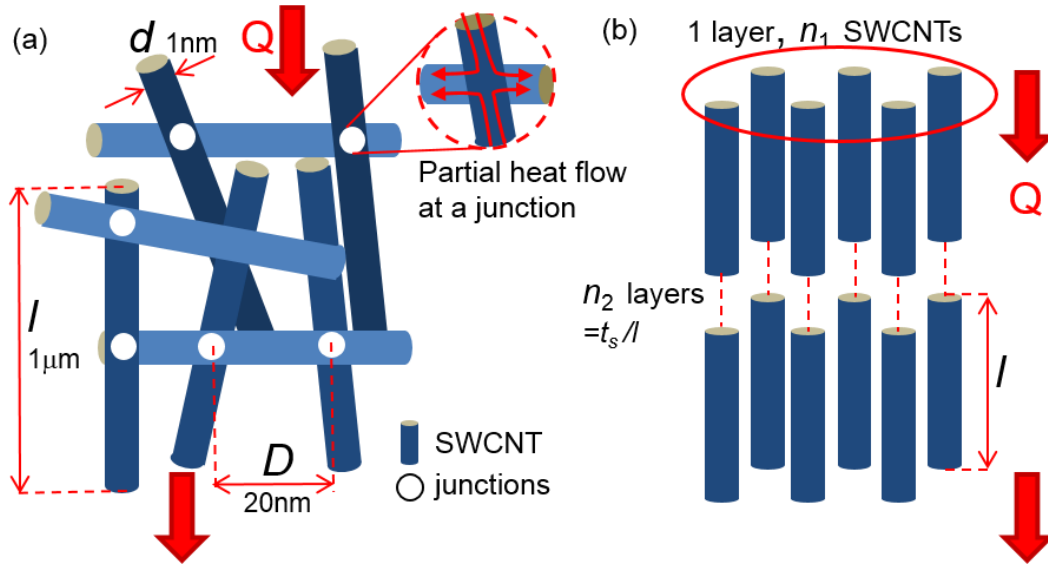 (a)
d 1nm
Q
Partial heat flow
at a junction
l
1μm
D
20nm
SWCNT
junctions
(b)
1 layer, n₁ SWCNTs
Q
n₂ layers
=tₛ/l
l